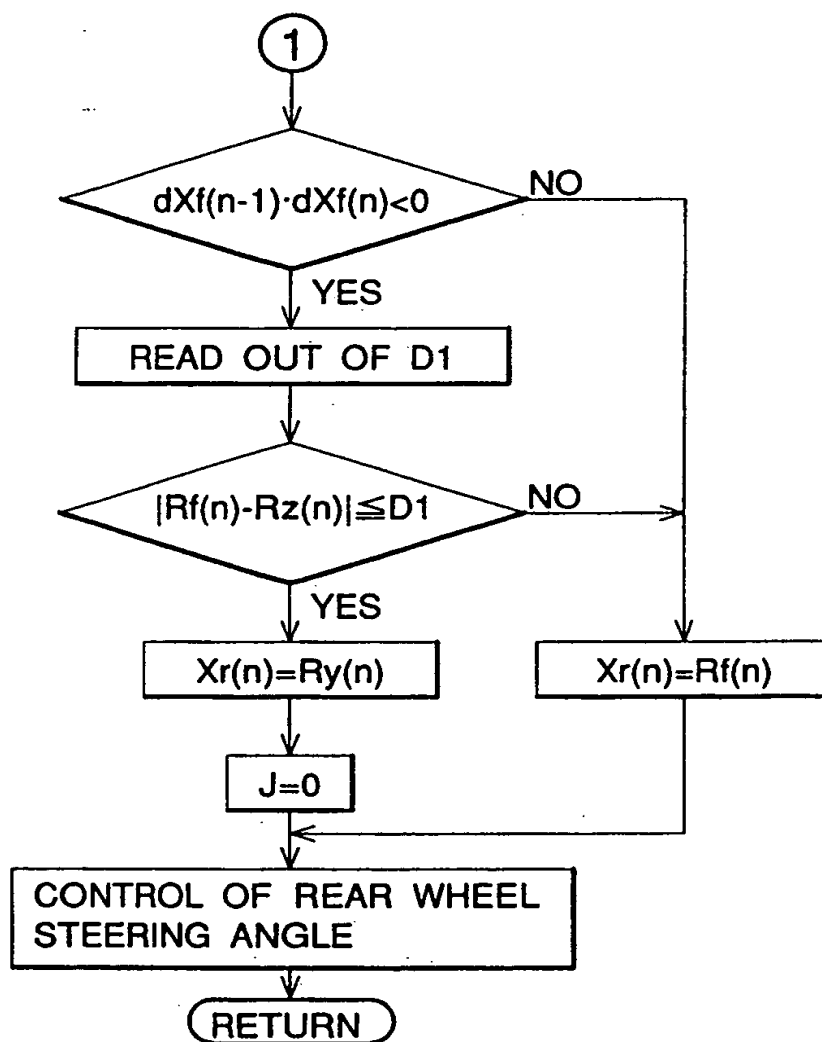 1
dXf(n-1)·dXf(n)<0
NO
YES
READ OUT OF D1
|Rf(n)-Rz(n)|≦D1
NO
YES
Xr(n)=Ry(n)
Xr(n)=Rf(n)
J=0
CONTROL OF REAR WHEEL
STEERING ANGLE
RETURN